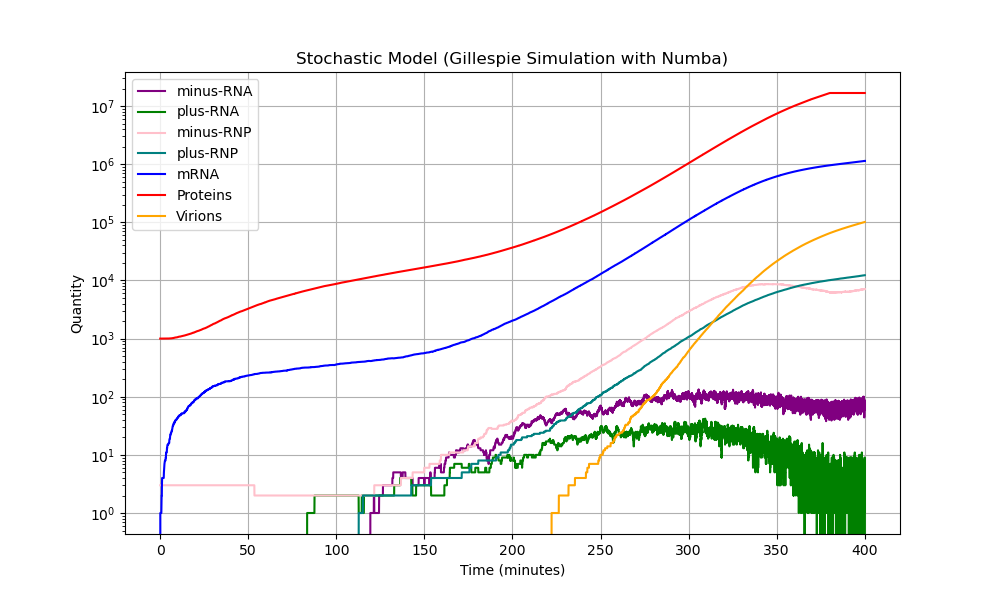 Stochastic Model (Gillespie Simulation with Numba)
minus-RNA
plus-RNA
minus-RNP
plus-RNP
mRNA
Proteins
Virions
Quantity
10⁷
10⁶
10⁵
10⁴
10³
10²
10¹
10⁰
0 50 100 150 200 250 300 350 400
Time (minutes)